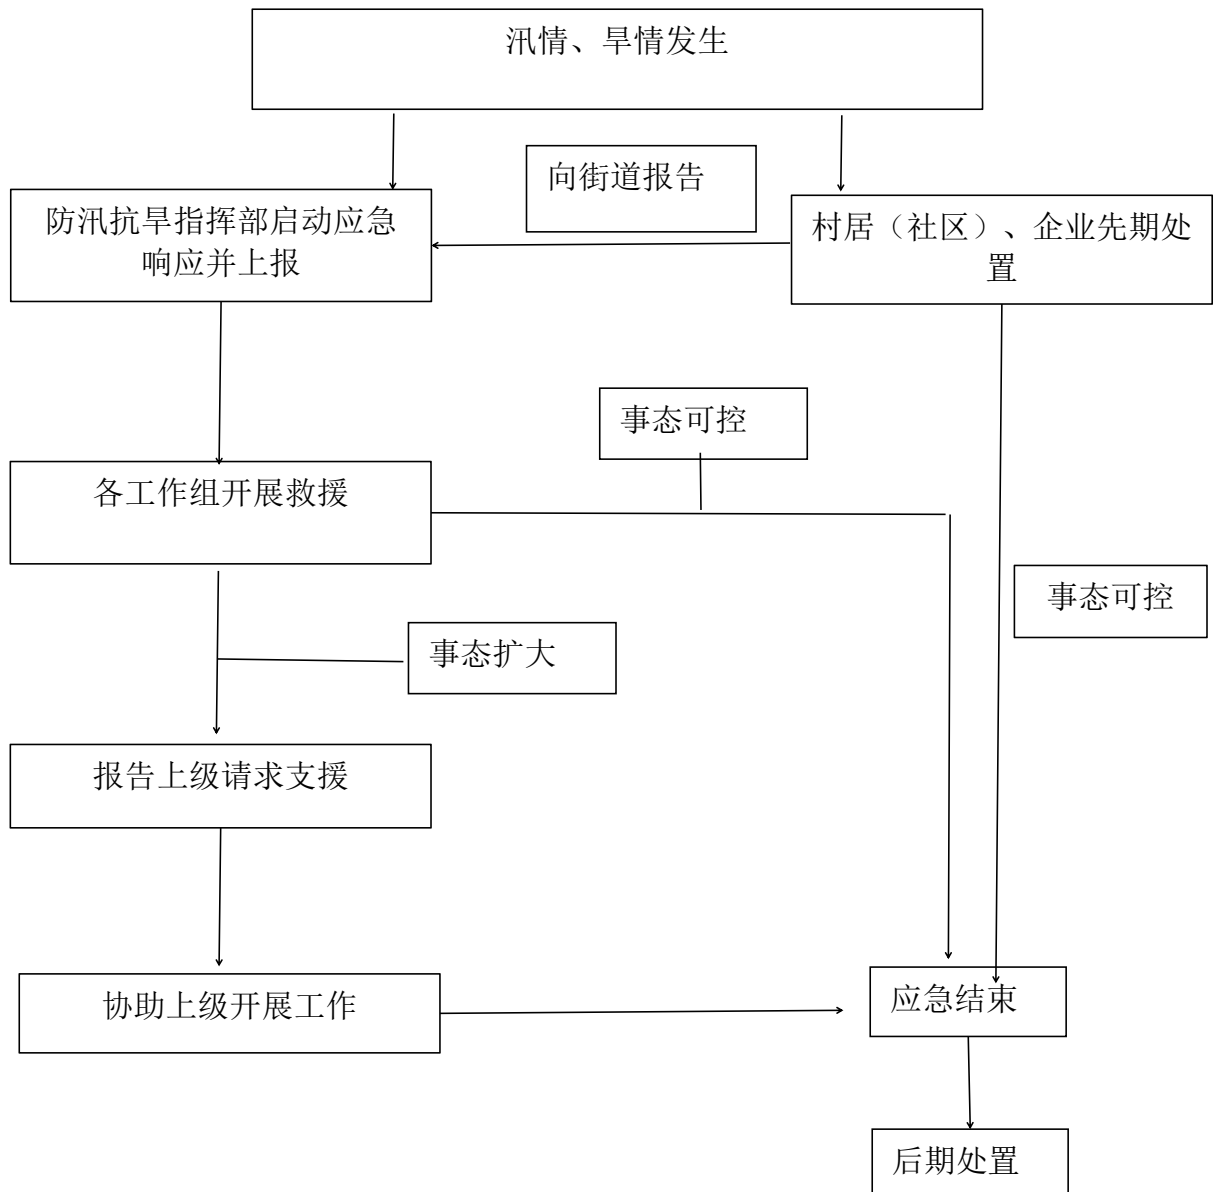 汛情、旱情发生
向街道报告
防汛抗旱指挥部启动应急
响应并上报
村居（社区）、企业先期处
置
事态可控
各工作组开展救援
事态可控
事态扩大
报告上级请求支援
协助上级开展工作
应急结束
后期处置